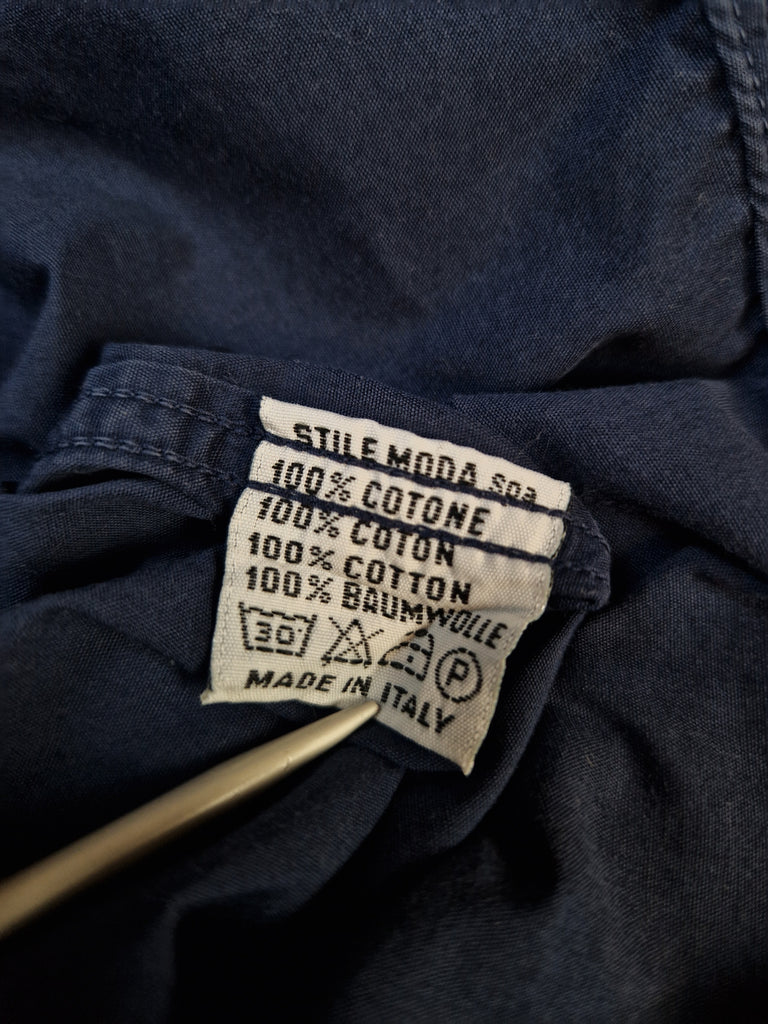 STILE MODA Spa
100% COTONE
100% COTON
100% COTTON
100% BAUMWOLLE
30° P
MADE IN ITALY